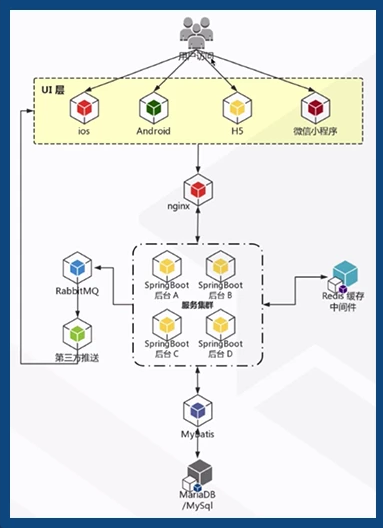 用户访问
UI 层
ios
Android
H5
微信小程序
nginx
SpringBoot
后台 A
SpringBoot
后台 B
服务集群
SpringBoot
后台 C
SpringBoot
后台 D
RabbitMQ
第三方推送
Redis 缓存
中间件
MyBatis
MariaDB
/MySql